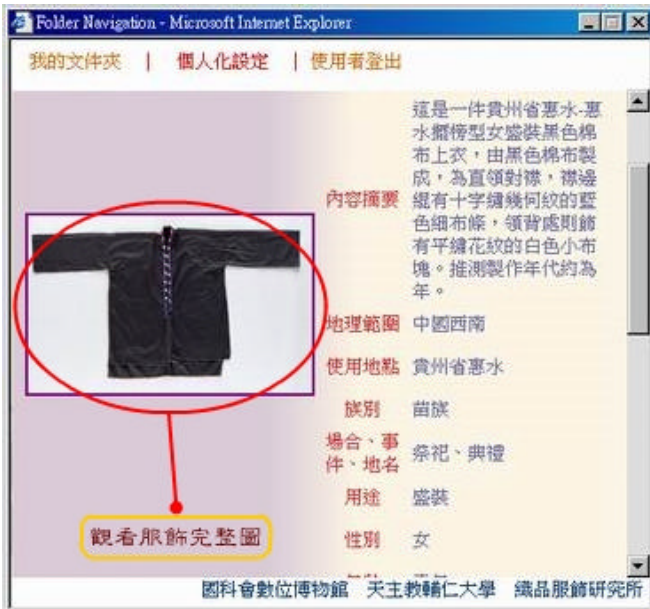 Folder Navigation - Microsoft Internet Explorer
我的文件夾 | 個人化設定 | 使用者登出
內容摘要
這是一件貴州省惠水-惠
水擺榜型女盛裝黑色棉
布上衣,由黑色棉布製
成,為直領對襟,襟邊
緄有十字繡幾何紋的藍
色細布條,領背處則飾
有平繡花紋的白色小布
塊。推測製作年代約為
年。
地理範圍 中國西南
使用地點 貴州省惠水
族別 苗族
場合、事
件、地名
祭祀、典禮
用途 盛裝
性別 女
觀看服飾完整圖
國科會數位博物館 天主教輔仁大學 織品服飾研究所